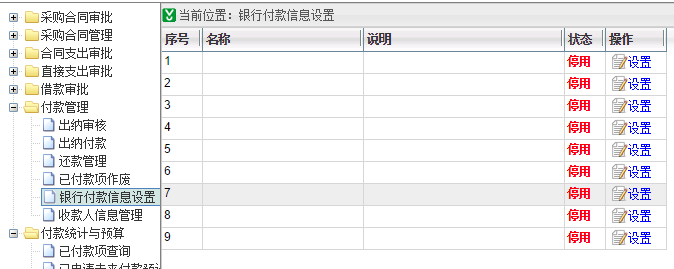 采购合同审批
采购合同管理
合同支出审批
直接支出审批
借款审批
付款管理
出纳审核
出纳付款
还款管理
已付款项作废
银行付款信息设置
收款人信息管理
付款统计与预算
已付款项查询
当前位置：银行付款信息设置
序号 名称 说明 状态 操作
1 停用 设置
2 停用 设置
3 停用 设置
4 停用 设置
5 停用 设置
6 停用 设置
7 停用 设置
8 停用 设置
9 停用 设置